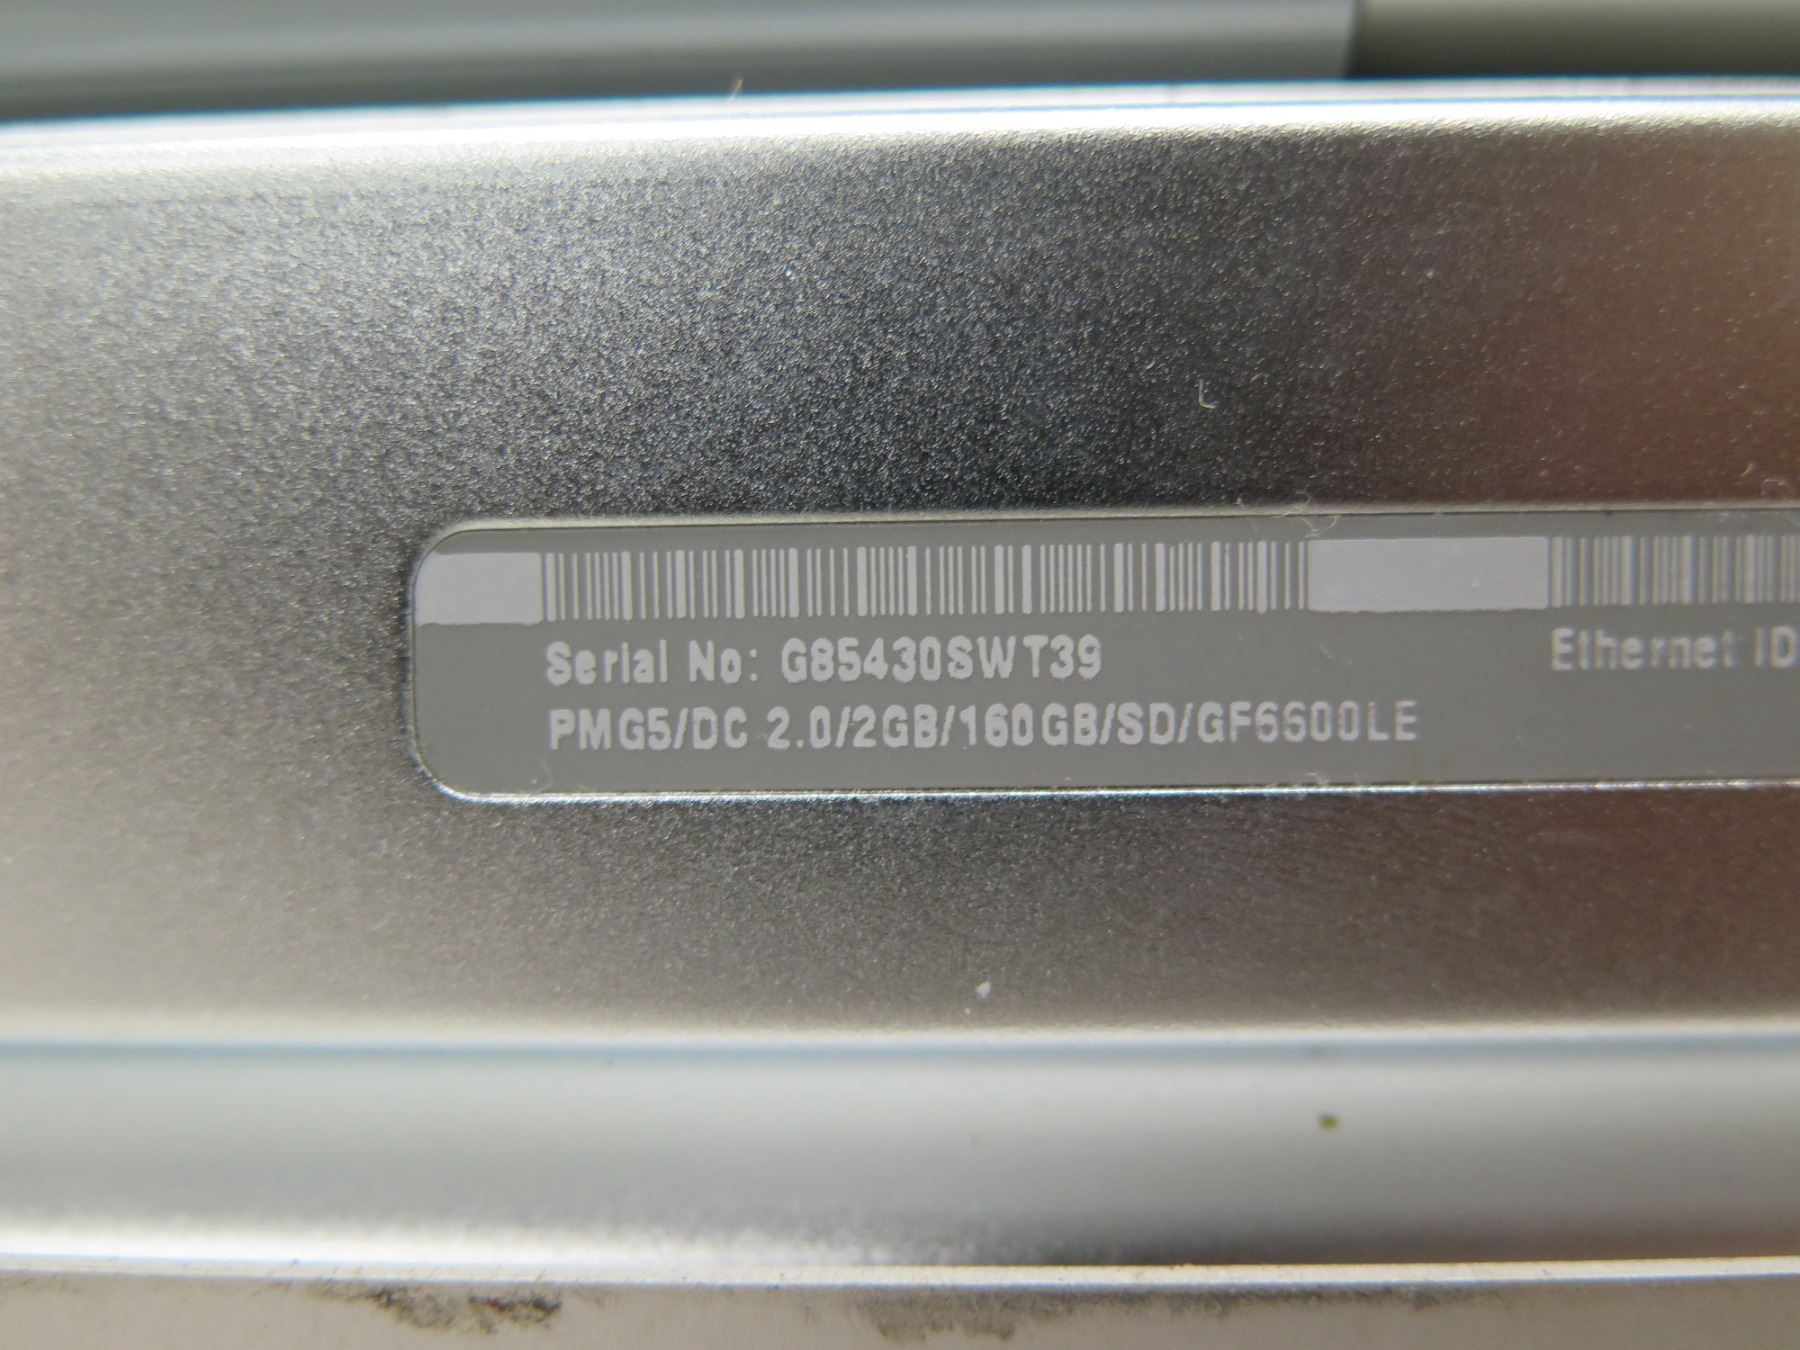 Serial No: G85430SWT39
Ethernet ID
PMG5/DC 2.0/2GB/160GB/SD/GF6600LE